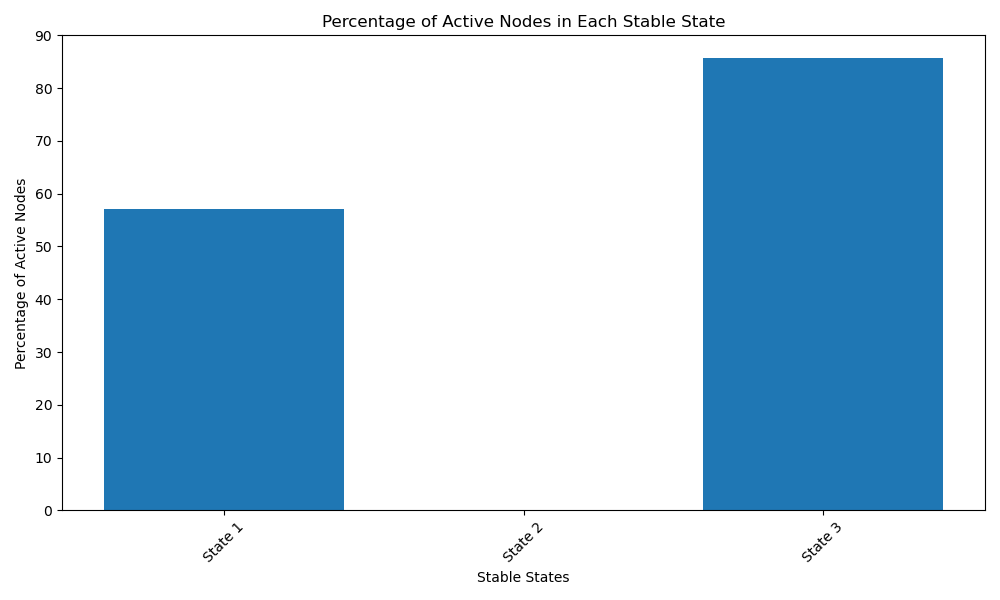 Percentage of Active Nodes in Each Stable State
90
80
70
60
50
40
30
20
10
0
Percentage of Active Nodes
State 1
State 2
State 3
Stable States